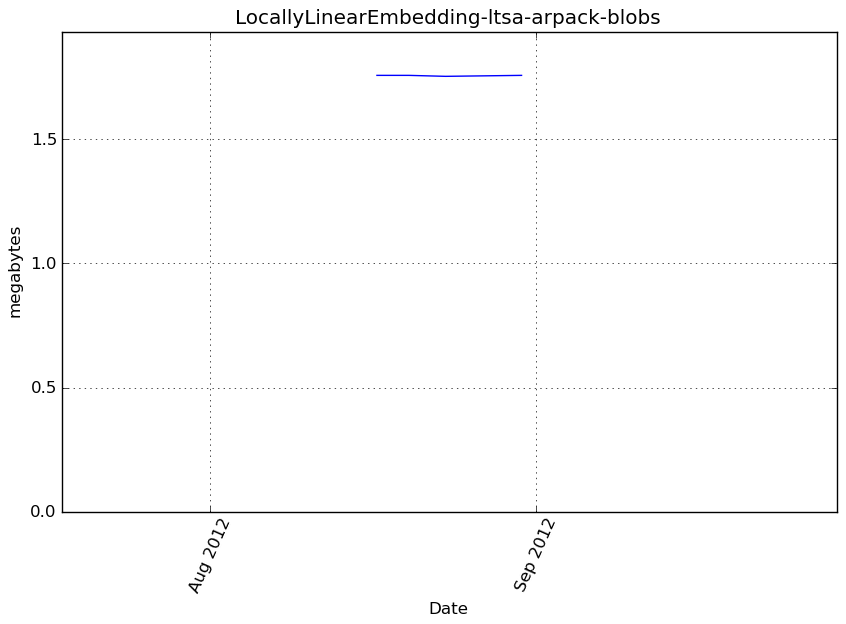 LocallyLinearEmbedding-ltsa-arpack-blobs
megabytes
1.5
1.0
0.5
0.0
Aug 2012
Sep 2012
Date